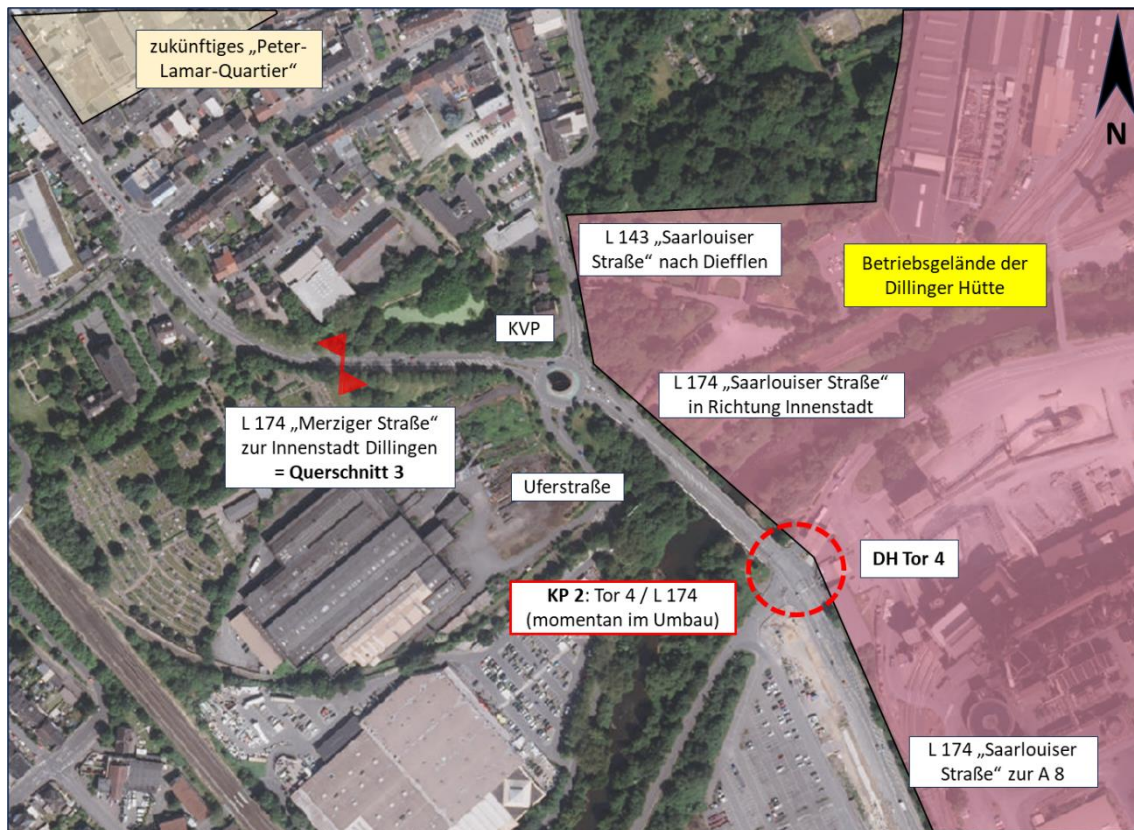 zukünftiges „Peter-
Lamar-Quartier“
N
L 143 „Saarlouiser
Straße“ nach Diefflen
Betriebsgelände der
Dillinger Hütte
KVP
L 174 „Saarlouiser Straße“
in Richtung Innenstadt
L 174 „Merziger Straße“
zur Innenstadt Dillingen
= Querschnitt 3
Uferstraße
DH Tor 4
KP 2: Tor 4 / L 174
(momentan im Umbau)
L 174 „Saarlouiser
Straße“ zur A 8